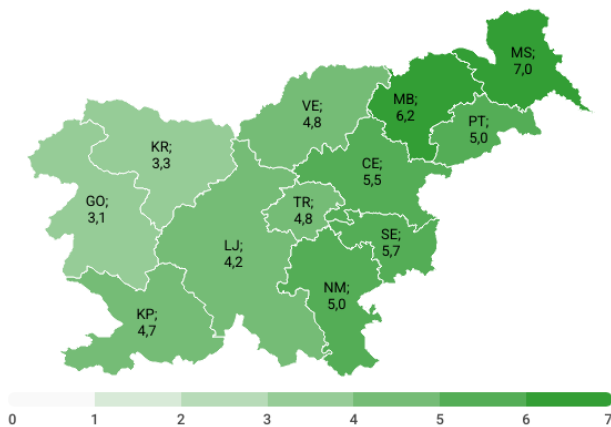 MS;
7,0
VE;
4,8
MB;
6,2
PT;
5,0
KR;
3,3
CE;
5,5
GO;
3,1
TR;
4,8
LJ;
4,2
SE;
5,7
NM;
5,0
KP;
4,7
0 1 2 3 4 5 6 7